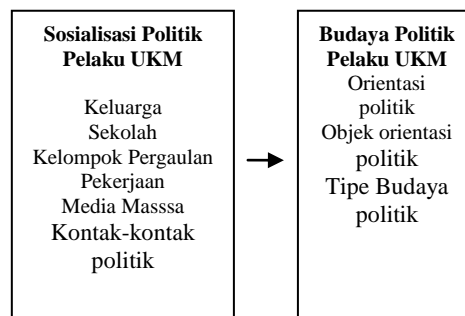 Sosialisasi Politik
Pelaku UKM
Keluarga
Sekolah
Kelompok Pergaulan
Pekerjaan
Media Masssa
Kontak-kontak
politik
Budaya Politik
Pelaku UKM
Orientasi
politik
Objek orientasi
politik
Tipe Budaya
politik